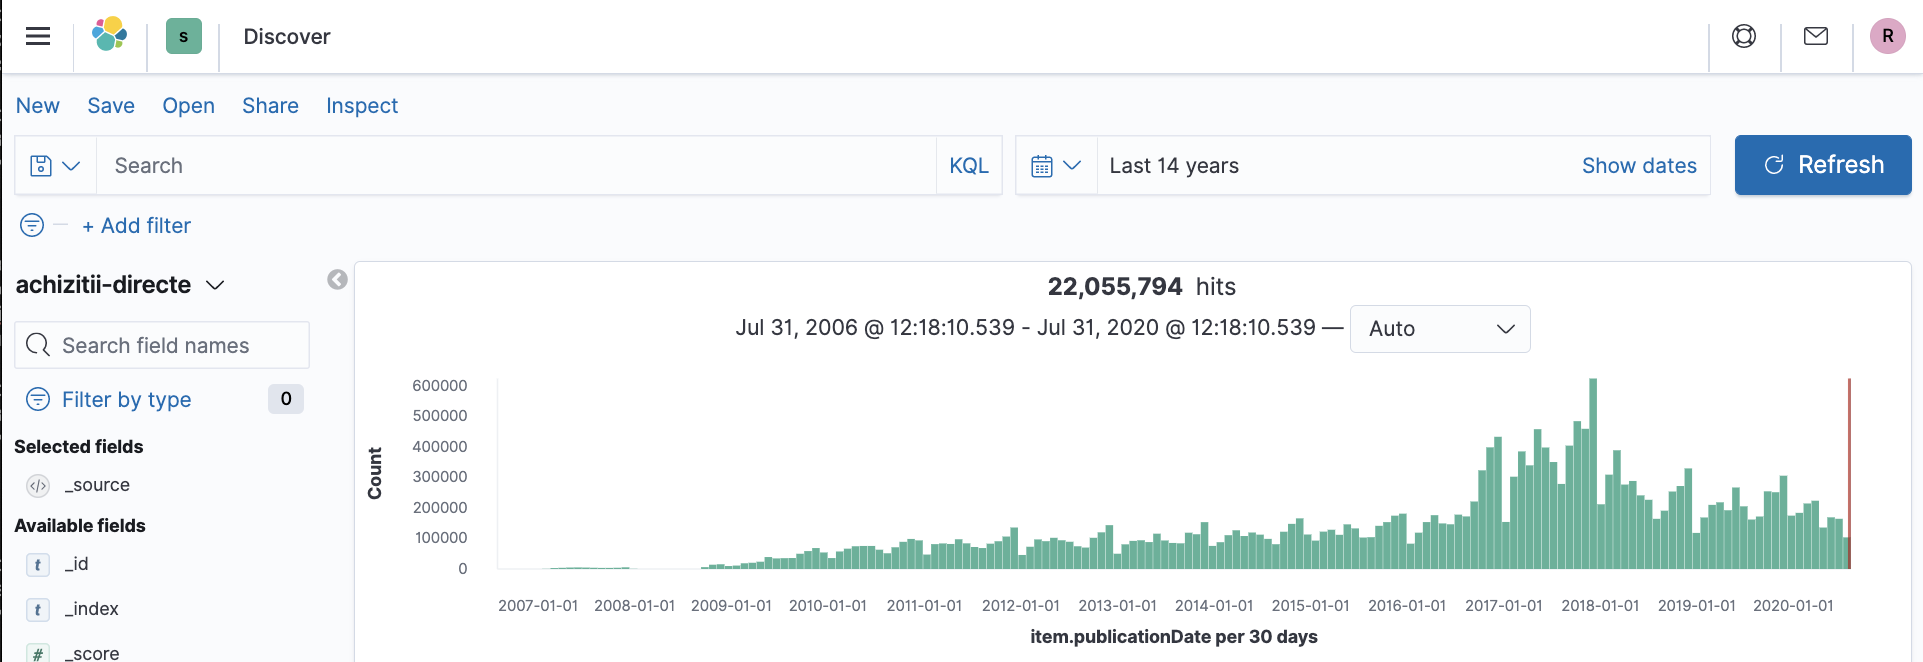 s Discover R
New Save Open Share Inspect
Search KQL Last 14 years Show dates Refresh
+ Add filter
achizitii-directe
22,055,794 hits
Jul 31, 2006 @ 12:18:10.539 - Jul 31, 2020 @ 12:18:10.539 — Auto
Search field names
Filter by type 0
Selected fields
</> _source
Available fields
t _id
t _index
# _score
Count
600000
500000
400000
300000
200000
100000
0
2007-01-01 2008-01-01 2009-01-01 2010-01-01 2011-01-01 2012-01-01 2013-01-01 2014-01-01 2015-01-01 2016-01-01 2017-01-01 2018-01-01 2019-01-01 2020-01-01
item.publicationDate per 30 days